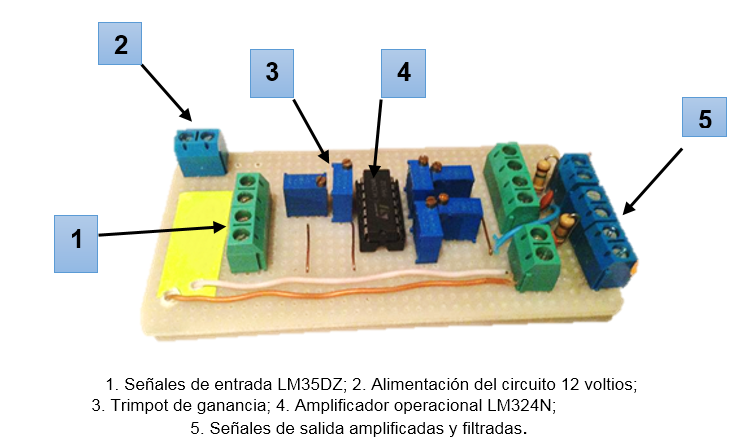 2
3
4
5
1
1. Señales de entrada LM35DZ; 2. Alimentación del circuito 12 voltios;
3. Trimpot de ganancia; 4. Amplificador operacional LM324N;
5. Señales de salida amplificadas y filtradas.